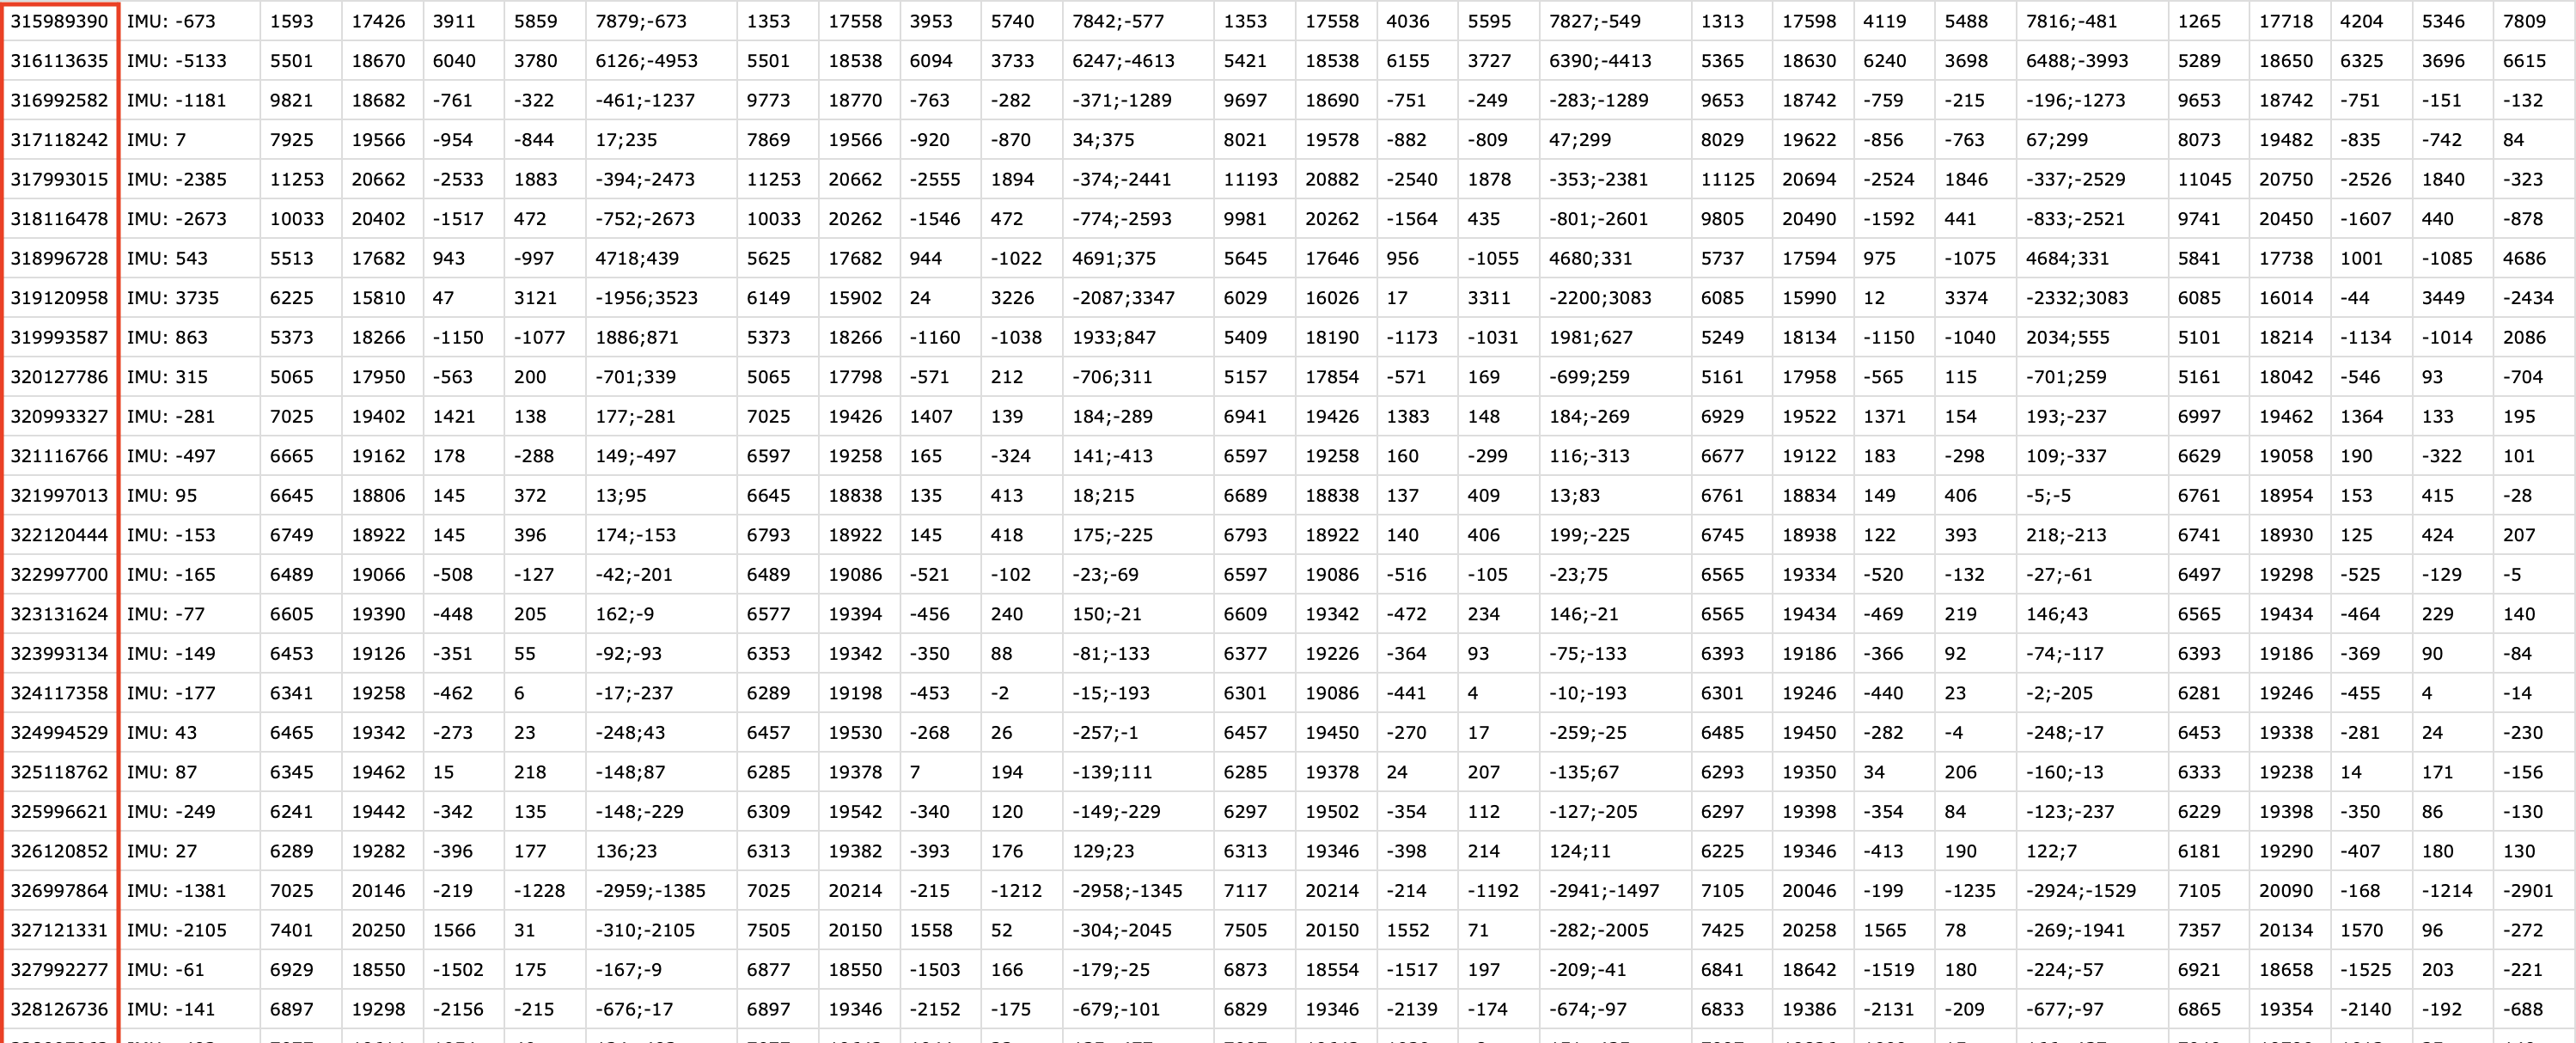 315989390 IMU: -673 1593 17426 3911 5859 7879;-673 1353 17558 3953 5740 7842;-577 1353 17558 4036 5595 7827;-549 1313 17598 4119 5488 7816;-481 1265 17718 4204 5346 7809
316113635 IMU: -5133 5501 18670 6040 3780 6126;-4953 5501 18538 6094 3733 6247;-4613 5421 18538 6155 3727 6390;-4413 5365 18630 6240 3698 6488;-3993 5289 18650 6325 3696 6615
316992582 IMU: -1181 9821 18682 -761 -322 -461;-1237 9773 18770 -763 -282 -371;-1289 9697 18690 -751 -249 -283;-1289 9653 18742 -759 -215 -196;-1273 9653 18742 -751 -151 -132
317118242 IMU: 7 7925 19566 -954 -844 17;235 7869 19566 -920 -870 34;375 8021 19578 -882 -809 47;299 8029 19622 -856 -763 67;299 8073 19482 -835 -742 84
317993015 IMU: -2385 11253 20662 -2533 1883 -394;-2473 11253 20662 -2555 1894 -374;-2441 11193 20882 -2540 1878 -353;-2381 11125 20694 -2524 1846 -337;-2529 11045 20750 -2526 1840 -323
318116478 IMU: -2673 10033 20402 -1517 472 -752;-2673 10033 20262 -1546 472 -774;-2593 9981 20262 -1564 435 -801;-2601 9805 20490 -1592 441 -833;-2521 9741 20450 -1607 440 -878
318996728 IMU: 543 5513 17682 943 -997 4718;439 5625 17682 944 -1022 4691;375 5645 17646 956 -1055 4680;331 5737 17594 975 -1075 4684;331 5841 17738 1001 -1085 4686
319120958 IMU: 3735 6225 15810 47 3121 -1956;3523 6149 15902 24 3226 -2087;3347 6029 16026 17 3311 -2200;3083 6085 15990 12 3374 -2332;3083 6085 16014 -44 3449 -2434
319993587 IMU: 863 5373 18266 -1150 -1077 1886;871 5373 18266 -1160 -1038 1933;847 5409 18190 -1173 -1031 1981;627 5249 18134 -1150 -1040 2034;555 5101 18214 -1134 -1014 2086
320127786 IMU: 315 5065 17950 -563 200 -701;339 5065 17798 -571 212 -706;311 5157 17854 -571 169 -699;259 5161 17958 -565 115 -701;259 5161 18042 -546 93 -704
320993327 IMU: -281 7025 19402 1421 138 177;-281 7025 19426 1407 139 184;-289 6941 19426 1383 148 184;-269 6929 19522 1371 154 193;-237 6997 19462 1364 133 195
321116766 IMU: -497 6665 19162 178 -288 149;-497 6597 19258 165 -324 141;-413 6597 19258 160 -299 116;-313 6677 19122 183 -298 109;-337 6629 19058 190 -322 101
321997013 IMU: 95 6645 18806 145 372 13;95 6645 18838 135 413 18;215 6689 18838 137 409 13;83 6761 18834 149 406 -5;-5 6761 18954 153 415 -28
322120444 IMU: -153 6749 18922 145 396 174;-153 6793 18922 145 418 175;-225 6793 18922 140 406 199;-225 6745 18938 122 393 218;-213 6741 18930 125 424 207
322997700 IMU: -165 6489 19066 -508 -127 -42;-201 6489 19086 -521 -102 -23;-69 6597 19086 -516 -105 -23;75 6565 19334 -520 -132 -27;-61 6497 19298 -525 -129 -5
323131624 IMU: -77 6605 19390 -448 205 162;-9 6577 19394 -456 240 150;-21 6609 19342 -472 234 146;-21 6565 19434 -469 219 146;43 6565 19434 -464 229 140
323993134 IMU: -149 6453 19126 -351 55 -92;-93 6353 19342 -350 88 -81;-133 6377 19226 -364 93 -75;-133 6393 19186 -366 92 -74;-117 6393 19186 -369 90 -84
324117358 IMU: -177 6341 19258 -462 6 -17;-237 6289 19198 -453 -2 -15;-193 6301 19086 -441 4 -10;-193 6301 19246 -440 23 -2;-205 6281 19246 -455 4 -14
324994529 IMU: 43 6465 19342 -273 23 -248;43 6457 19530 -268 26 -257;-1 6457 19450 -270 17 -259;-25 6485 19450 -282 -4 -248;-17 6453 19338 -281 24 -230
325118762 IMU: 87 6345 19462 15 218 -148;87 6285 19378 7 194 -139;111 6285 19378 24 207 -135;67 6293 19350 34 206 -160;-13 6333 19238 14 171 -156
325996621 IMU: -249 6241 19442 -342 135 -148;-229 6309 19542 -340 120 -149;-229 6297 19502 -354 112 -127;-205 6297 19398 -354 84 -123;-237 6229 19398 -350 86 -130
326120852 IMU: 27 6289 19282 -396 177 136;23 6313 19382 -393 176 129;23 6313 19346 -398 214 124;11 6225 19346 -413 190 122;7 6181 19290 -407 180 130
326997864 IMU: -1381 7025 20146 -219 -1228 -2959;-1385 7025 20214 -215 -1212 -2958;-1345 7117 20214 -214 -1192 -2941;-1497 7105 20046 -199 -1235 -2924;-1529 7105 20090 -168 -1214 -2901
327121331 IMU: -2105 7401 20250 1566 31 -310;-2105 7505 20150 1558 52 -304;-2045 7505 20150 1552 71 -282;-2005 7425 20258 1565 78 -269;-1941 7357 20134 1570 96 -272
327992277 IMU: -61 6929 18550 -1502 175 -167;-9 6877 18550 -1503 166 -179;-25 6873 18554 -1517 197 -209;-41 6841 18642 -1519 180 -224;-57 6921 18658 -1525 203 -221
328126736 IMU: -141 6897 19298 -2156 -215 -676;-17 6897 19346 -2152 -175 -679;-101 6829 19346 -2139 -174 -674;-97 6833 19386 -2131 -209 -677;-97 6865 19354 -2140 -192 -688